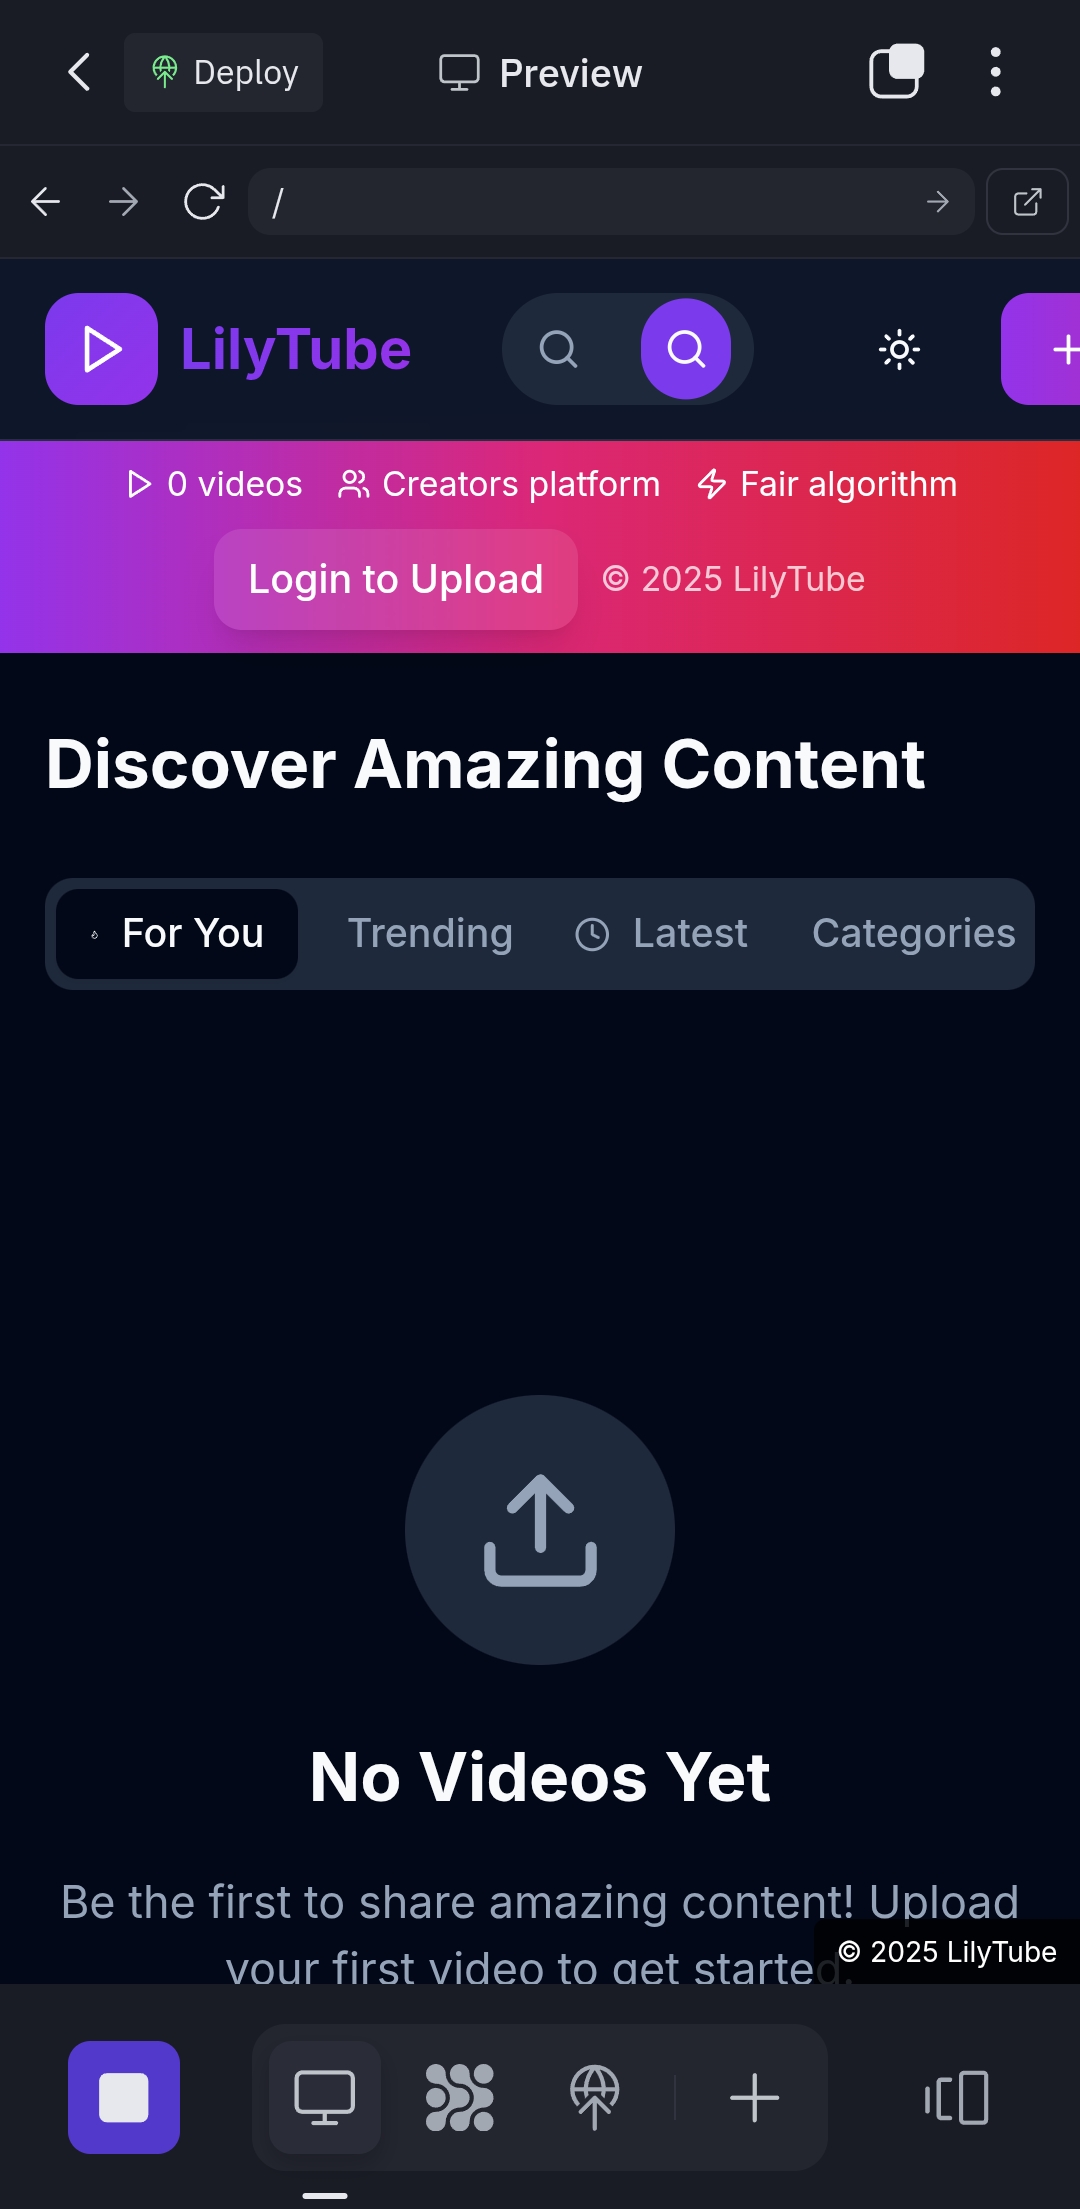 Deploy
Preview
/
LilyTube
0 videos
Creators platform
Fair algorithm
Login to Upload
© 2025 LilyTube
Discover Amazing Content
For You
Trending
Latest
Categories
No Videos Yet
Be the first to share amazing content! Upload
your first video to get started.
© 2025 LilyTube